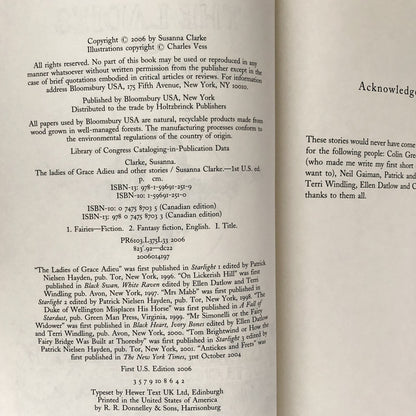 Copyright © 2006 by Susanna Clarke
Illustrations copyright © Charles Vess
All rights reserved. No part of this book may be used or reproduced in any
manner whatsoever without written permission from the publisher except in the
case of brief quotations embodied in critical articles or reviews. For information
address Bloomsbury USA, 175 Fifth Avenue, New York, NY 10010.
Published by Bloomsbury USA, New York
Distributed to the trade by Holtzbrinck Publishers
All papers used by Bloomsbury USA are natural, recyclable products made from
wood grown in well-managed forests. The manufacturing processes conform to
the environmental regulations of the country of origin.
Library of Congress Cataloging-in-Publication Data
Clarke, Susanna.
The ladies of Grace Adieu and other stories / Susanna Clarke.—1st U.S. ed.
p. cm.
ISBN-13: 978-1-59691-251-9
ISBN-10: 1-59691-251-0
ISBN-10: 0 7475 8703 5 (Canadian edition)
ISBN-13: 978 0 7475 8703 3 (Canadian edition)
1. Fairies—Fiction. 2. Fantasy fiction, English. I. Title.
PR6103.L375L33 2006
823'.92—dc22
2006014197
"The Ladies of Grace Adieu" was first published in Starlight 1 edited by Patrick
Nielsen Hayden, pub. Tor, New York, 1996. "On Lickerish Hill" was first
published in Black Swan, White Raven edited by Ellen Datlow and Terri
Windling pub. Avon, New York, 1997. "Mrs Mabb" was first published in
Starlight 2 edited by Patrick Nielsen Hayden, pub. Tor, New York, 1998. "The
Duke of Wellington Misplaces His Horse" was first published in A Fall of
Stardust, pub. Green Man Press, Virginia, 1999. "Mr Simonelli or the Fairy
Widower" was first published in Black Heart, Ivory Bones edited by Ellen Datlow
and Terri Windling, pub. Avon, New York, 2000. "Tom Brightwind or How the
Fairy Bridge Was Built at Thoresby" was first published in Starlight 3 edited by
Patrick Nielsen Hayden, pub. Tor, New York, 2001. "Antickes and Frets" was first
published in The New York Times, 31st October 2004
First U.S. Edition 2006
3 5 7 9 10 8 6 4 2
Typeset by Hewer Text UK Ltd, Edinburgh
Printed in the United States of America
by R. R. Donnelley & Sons, Harrisonburg
Acknowledge
These stories would never have come
for the following people: Colin Gre
(who made me write my first short
want to), Neil Gaiman, Patrick and
Terri Windling, Ellen Datlow and C
thanks to them all.